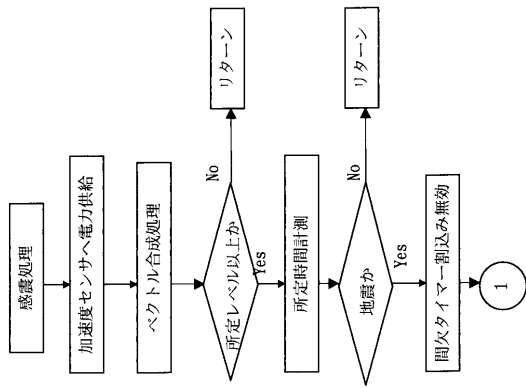 感震処理
加速度センサへ電力供給
ベクトル合成処理
所定レベル以上か
No
リターン
Yes
所定時間計測
地震か
No
リターン
Yes
間欠タイマー割込み無効
1